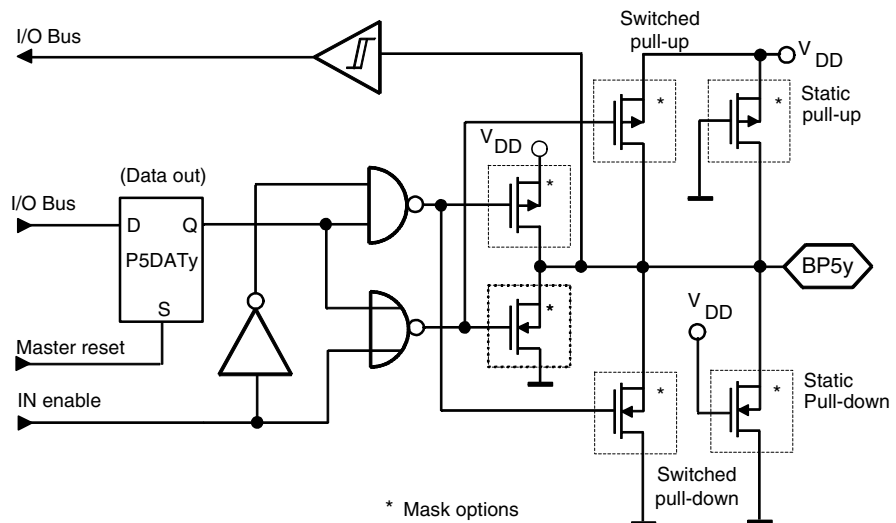 I/O Bus
Switched
pull-up
V DD
*
*
Static
pull-up
V DD
(Data out)
*
I/O Bus
D
Q
P5DATy
BP5y
S
*
V DD
Master reset
*
*
Static
Pull-down
IN enable
Switched
pull-down
* Mask options